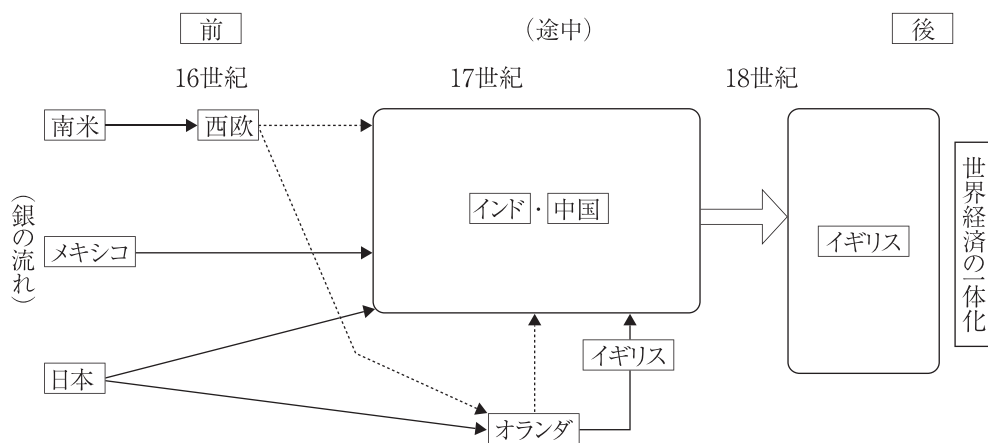 前
(途中)
後
16世紀
17世紀
18世紀
南米
西欧
インド・中国
イギリス
世界経済の一体化
(銀の流れ)
メキシコ
日本
イギリス
オランダ